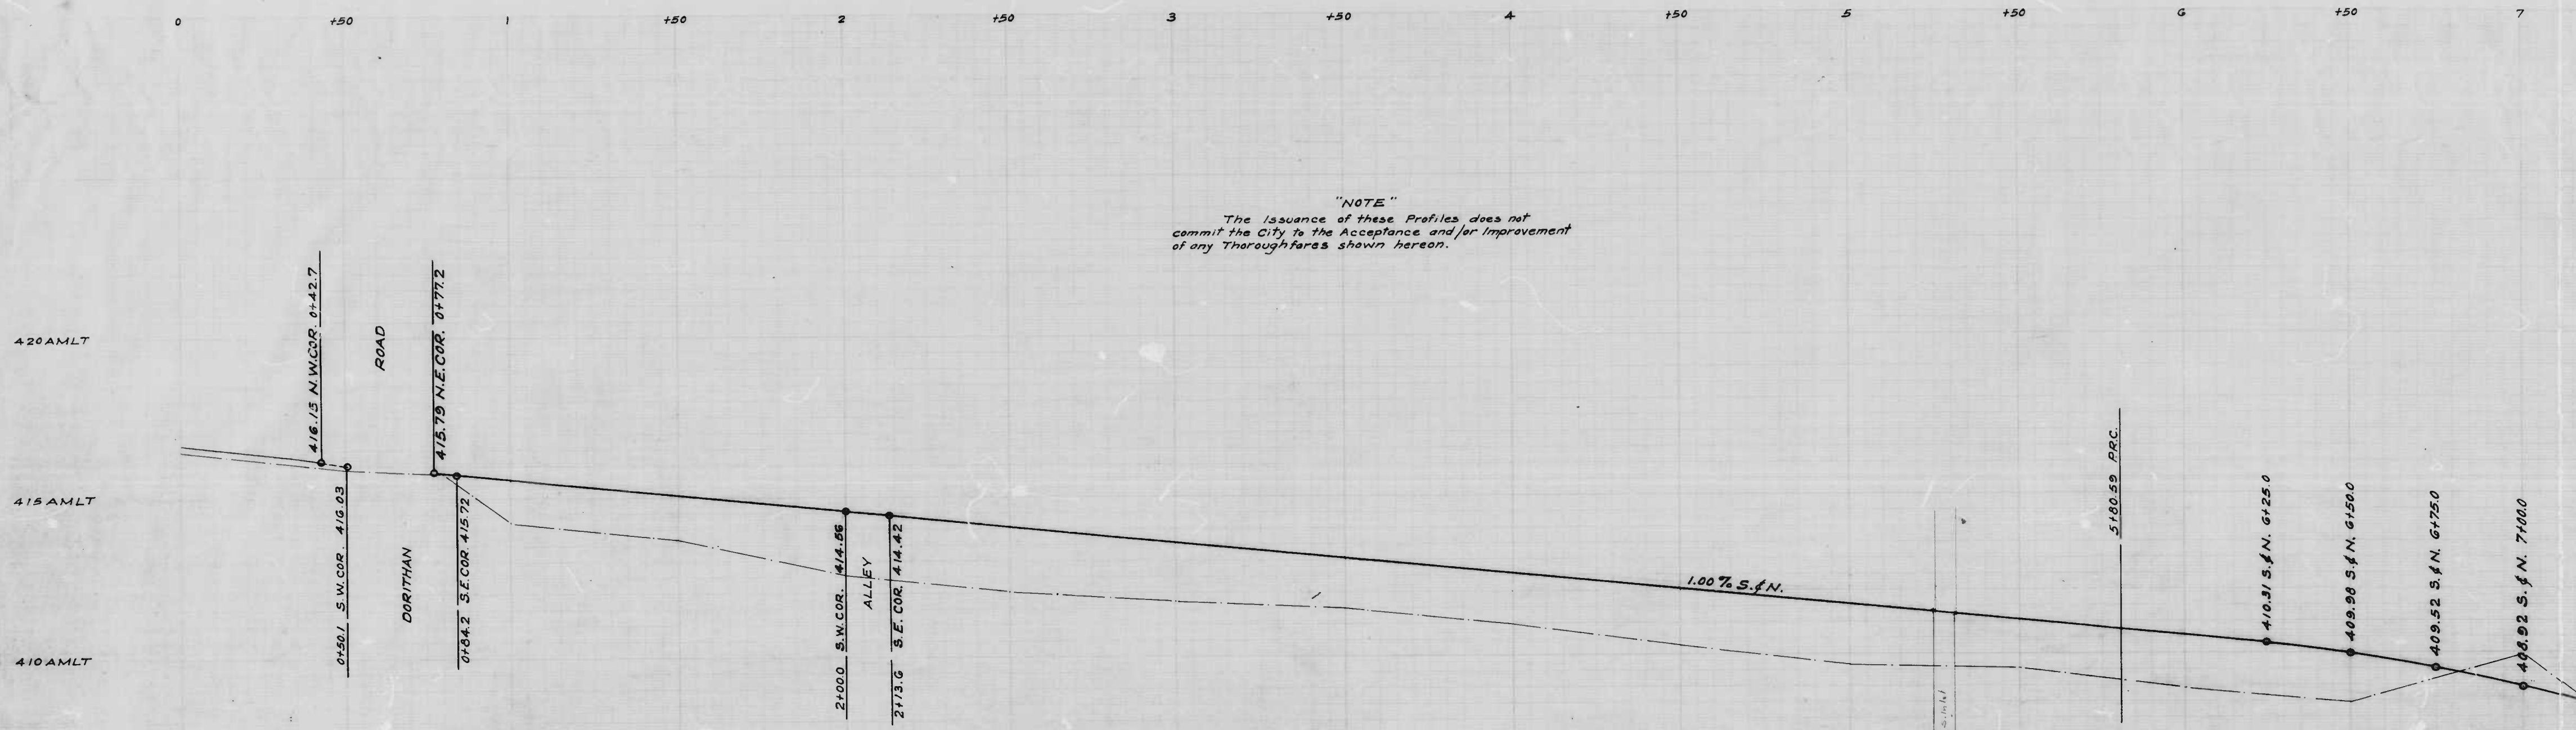 0 +50 1 +50 2 +50 3 +50 4 +50 5 +50 6 +50 7
"NOTE"
The Issuance of these Profiles does not
commit the City to the Acceptance and/or Improvement
of any Thoroughfares shown hereon.
420 AMLT
415 AMLT
410 AMLT
416.13 N.W.COR. 0+42.7
ROAD
415.79 N.E.COR. 0+77.2
0+50.1 S.W.COR. 416.03
DORITHAN
0+84.2 S.E.COR. 415.72
2+00.0 S.W.COR. 414.56
ALLEY
2+13.6 S.E. COR. 414.42
1.00% S.&N.
5+80.59 P.R.C.
410.31 S.&N. 6+25.0
409.98 S.&N. 6+50.0
409.52 S.&N. 6+75.0
408.92 S.&N. 7+00.0